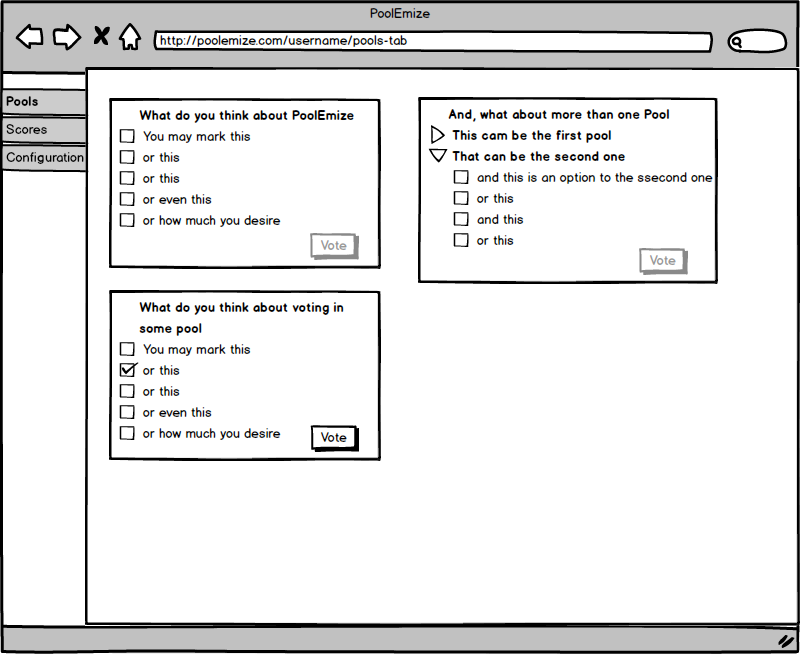 PoolEmize
http://poolemize.com/username/pools-tab
Pools
Scores
Configuration
What do you think about PoolEmize
You may mark this
or this
or this
or even this
or how much you desire
Vote
And, what about more than one Pool
This cam be the first pool
That can be the second one
and this is an option to the ssecond one
or this
and this
or this
Vote
What do you think about voting in
some pool
You may mark this
or this
or this
or even this
or how much you desire
Vote